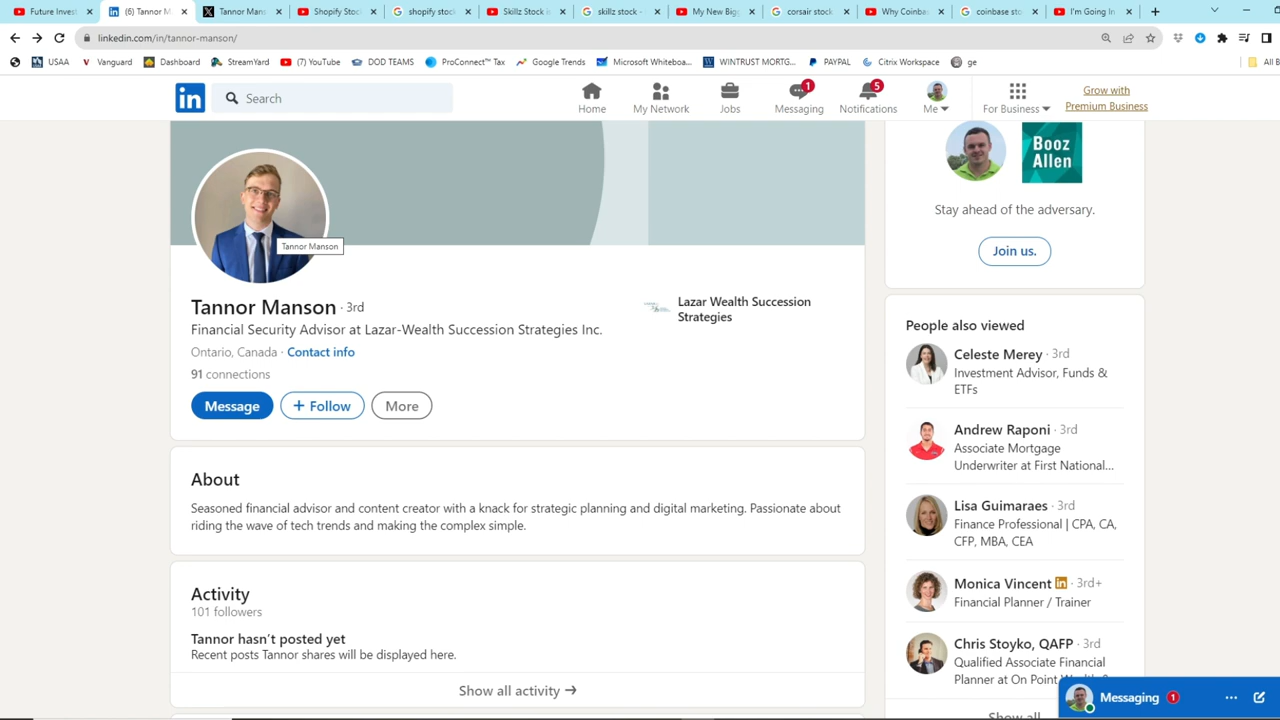 Future Invest
(6) Tannor M
Tannor Mans
Shopify Stoc
shopify stock
Skillz Stock in
skillz stock -
My New Bigg
corsair stock
Why Coinbas
coinbase sto
I'm Going In
linkedin.com/in/tannor-manson/
USAA
Vanguard
Dashboard
StreamYard
(7) YouTube
DOD TEAMS
ProConnect™ Tax
Google Trends
Microsoft Whiteboa...
WINTRUST MORTG...
PAYPAL
Citrix Workspace
ge
All B
in
Search
Home
My Network
Jobs
1
Messaging
5
Notifications
Me
For Business
Grow with
Premium Business
Tannor Manson
Tannor Manson · 3rd
Financial Security Advisor at Lazar-Wealth Succession Strategies Inc.
Ontario, Canada · Contact info
91 connections
Message
+ Follow
More
Lazar Wealth Succession
Strategies
About
Seasoned financial advisor and content creator with a knack for strategic planning and digital marketing. Passionate about
riding the wave of tech trends and making the complex simple.
Activity
101 followers
Tannor hasn't posted yet
Recent posts Tannor shares will be displayed here.
Show all activity →
Booz
Allen
Stay ahead of the adversary.
Join us.
People also viewed
Celeste Merey · 3rd
Investment Advisor, Funds &
ETFs
Andrew Raponi · 3rd
Associate Mortgage
Underwriter at First National...
Lisa Guimaraes · 3rd
Finance Professional | CPA, CA,
CFP, MBA, CEA
Monica Vincent in · 3rd+
Financial Planner / Trainer
Chris Stoyko, QAFP · 3rd
Qualified Associate Financial
Planner at On Point
Show all
Messaging 1